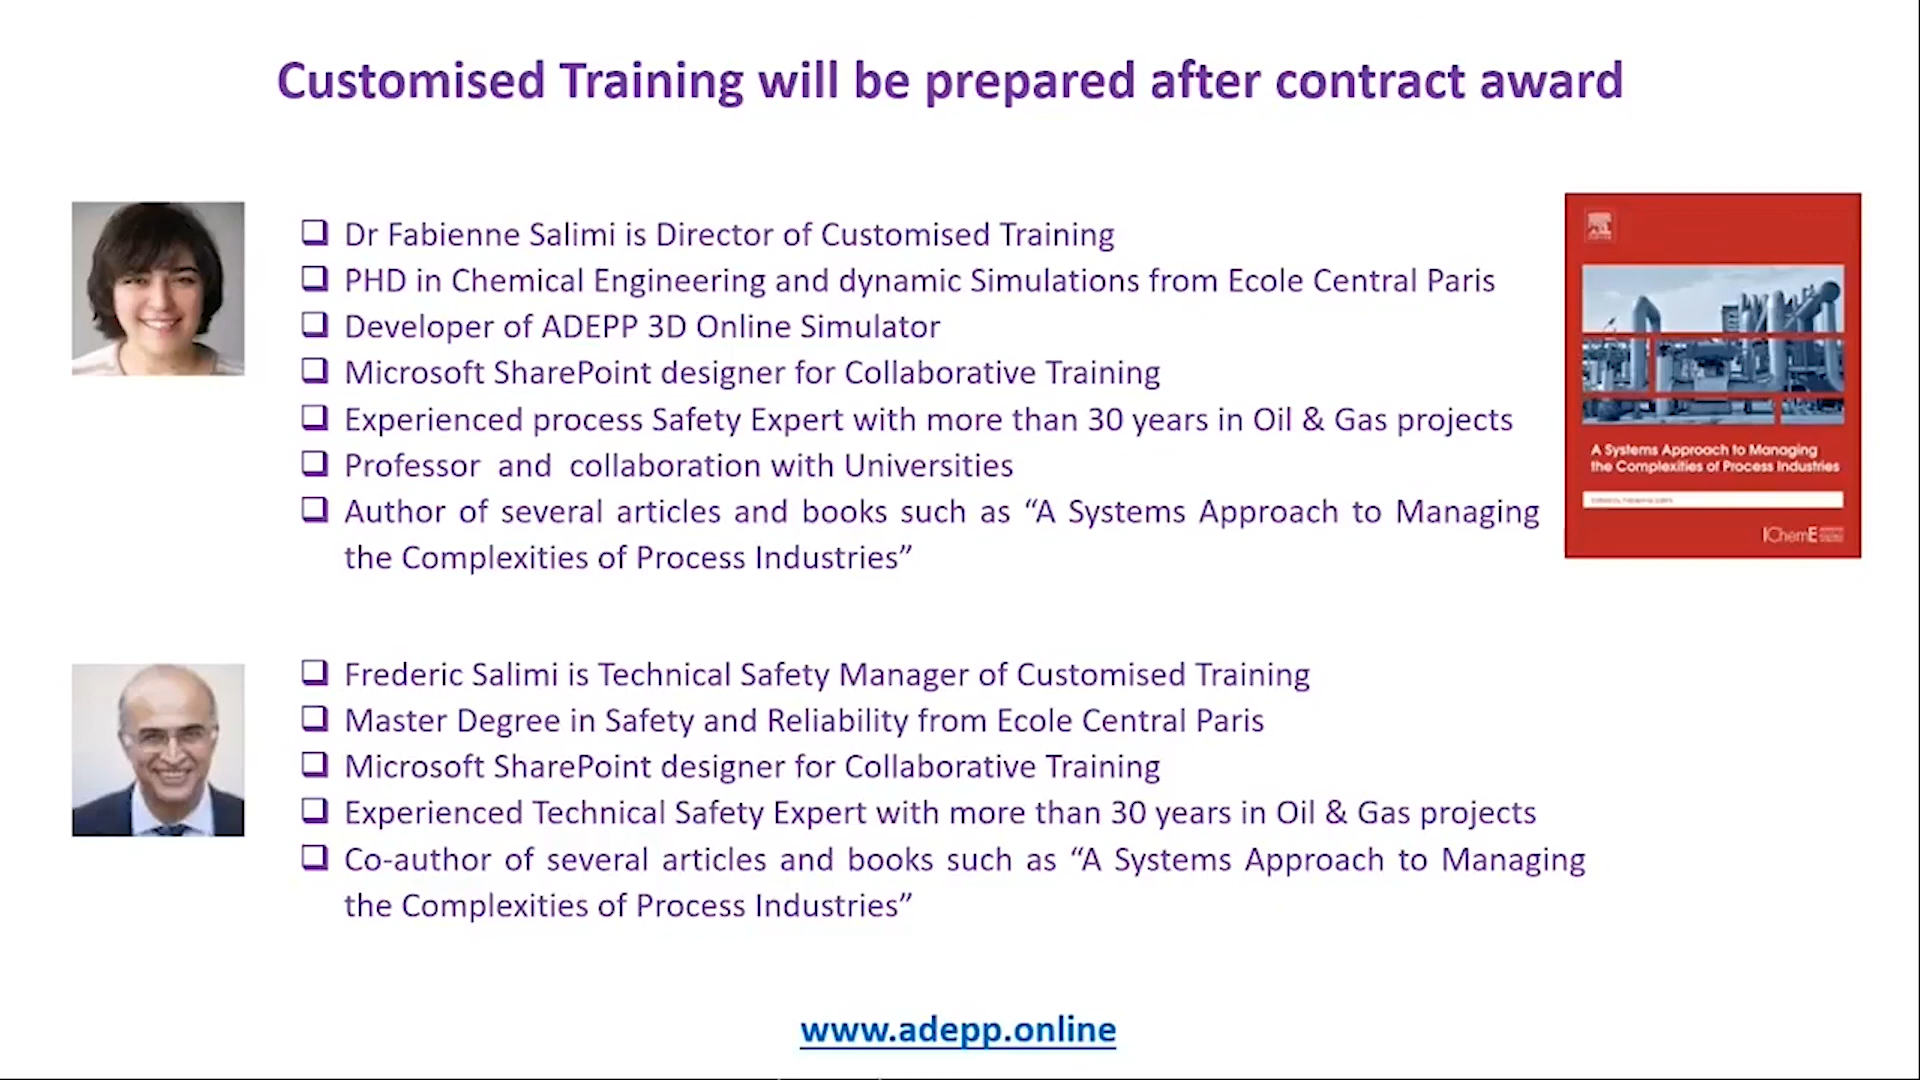 Customised Training will be prepared after contract award
Dr Fabienne Salimi is Director of Customised Training
PHD in Chemical Engineering and dynamic Simulations from Ecole Central Paris
Developer of ADEPP 3D Online Simulator
Microsoft SharePoint designer for Collaborative Training
Experienced process Safety Expert with more than 30 years in Oil & Gas projects
Professor and collaboration with Universities
Author of several articles and books such as “A Systems Approach to Managing
the Complexities of Process Industries”
A Systems Approach to Managing
the Complexities of Process Industries
IChemE
Frederic Salimi is Technical Safety Manager of Customised Training
Master Degree in Safety and Reliability from Ecole Central Paris
Microsoft SharePoint designer for Collaborative Training
Experienced Technical Safety Expert with more than 30 years in Oil & Gas projects
Co-author of several articles and books such as “A Systems Approach to Managing
the Complexities of Process Industries”
www.adepp.online